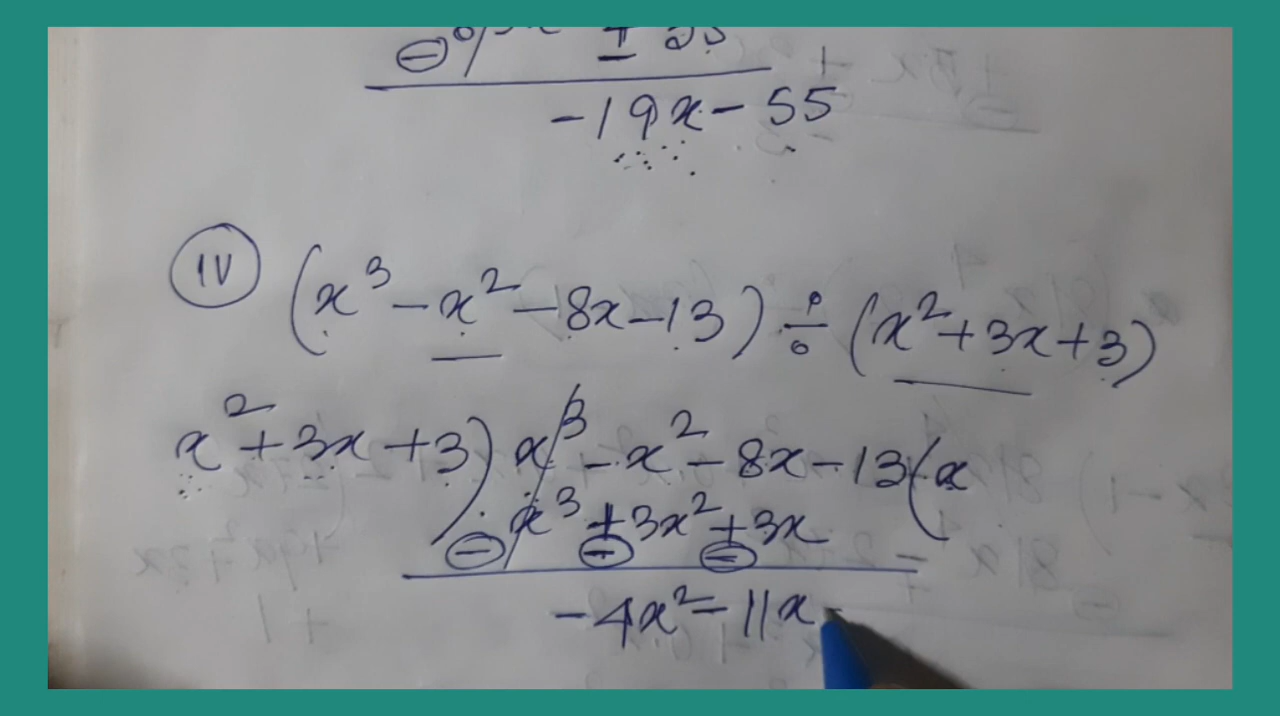 -19x - 55
(iv) (x³ - x² - 8x - 13) ÷ (x² + 3x + 3)
x² + 3x + 3) x³ - x² - 8x - 13 (x
x³ + 3x² + 3x
- - -
-4x² - 11x